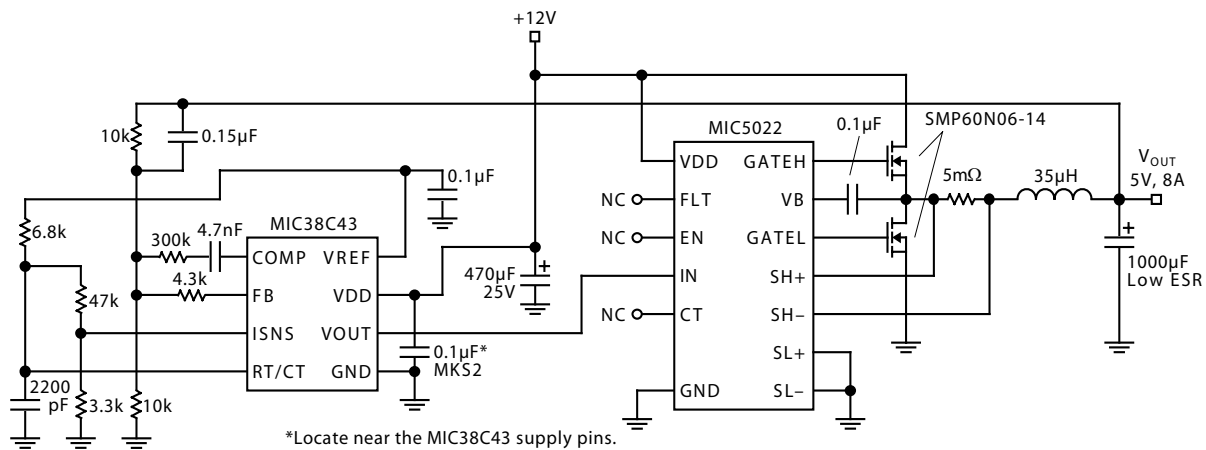 +12V
10k
0.15µF
MIC5022
0.1µF
SMP60N06-14
VDD
GATEH
FLT
VB
EN
GATEL
IN
SH+
CT
SH–
SL+
GND
SL–
NC
NC
NC
5mΩ
35µH
VOUT
5V, 8A
1000µF
Low ESR
0.1µF
6.8k
300k
4.7nF
4.3k
47k
MIC38C43
COMP
VREF
FB
VDD
ISNS
VOUT
RT/CT
GND
470µF
25V
0.1µF*
MKS2
2200
pF
3.3k
10k
*Locate near the MIC38C43 supply pins.